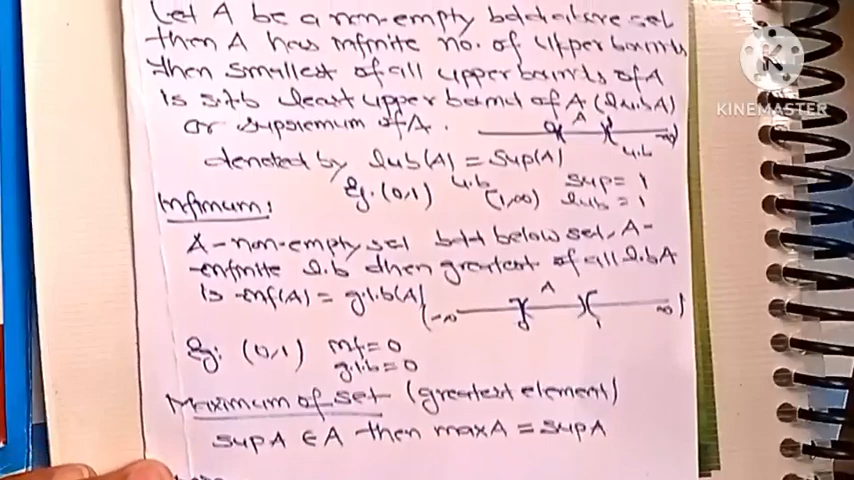 Let A be a non-empty bdd above set
then A has infinite no. of upper bounds
then smallest of all upper bounds of A
is s.t.b least upper bound of A (l.u.b A)
or supremum of A.
A
u.b
denoted by lub(A) = sup(A)
Eg. (0,1) u.b (1,∞) sup = 1
lub = 1
Infimum:
A-non-empty set bdd below set, A-
-infinite l.b then greatest of all l.b A
is inf(A) = g.l.b(A)
(-∞ A ∞)
Eg: (0,1) inf = 0
g.l.b = 0
Maximum of set (greatest element)
sup A ∈ A then max A = sup A
KINEMASTER